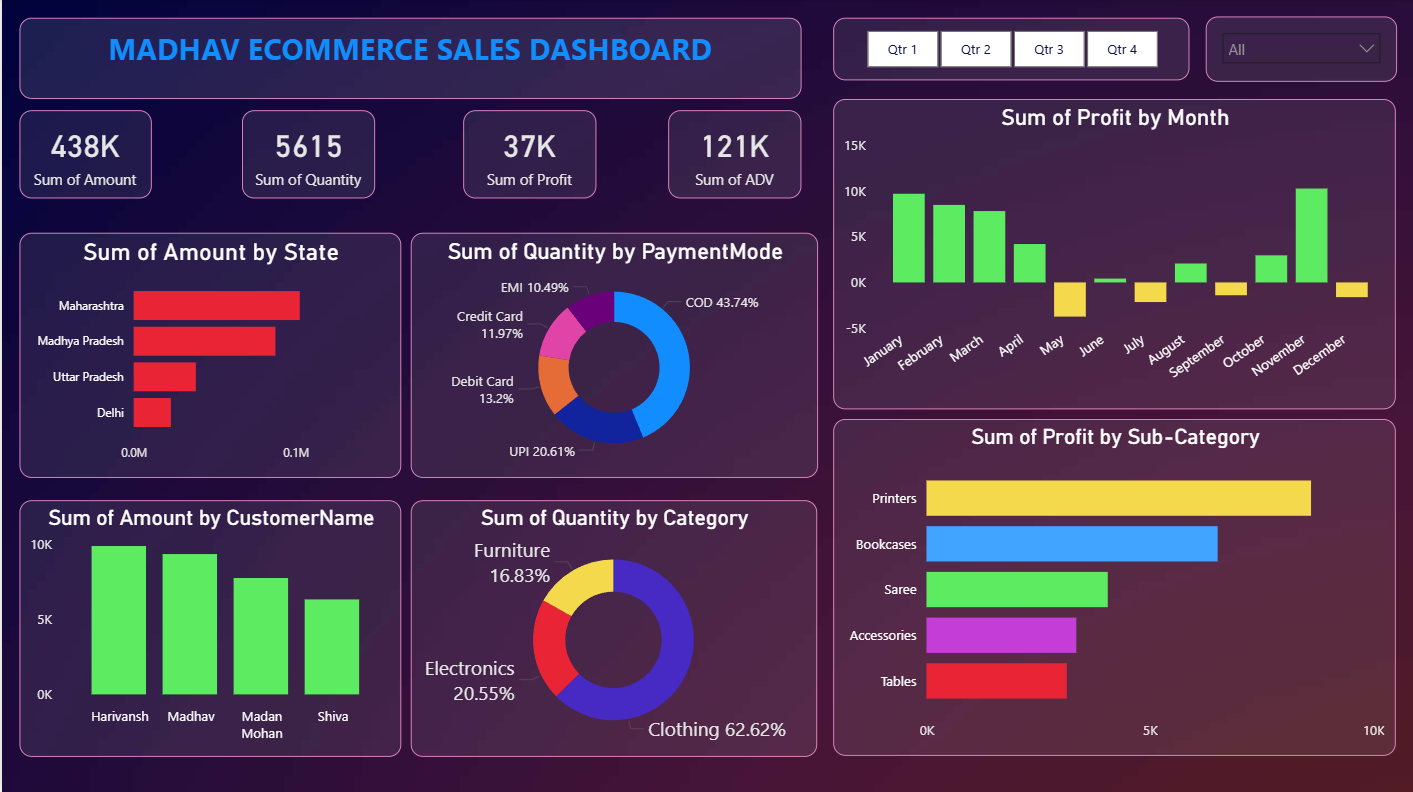 MADHAV ECOMMERCE SALES DASHBOARD
Qtr 1 Qtr 2 Qtr 3 Qtr 4
All
438K
Sum of Amount
5615
Sum of Quantity
37K
Sum of Profit
121K
Sum of ADV
Sum of Profit by Month
15K
10K
5K
0K
-5K
January February March April May June July August September October November December
Sum of Amount by State
Maharashtra
Madhya Pradesh
Uttar Pradesh
Delhi
0.0M 0.1M
Sum of Quantity by PaymentMode
EMI 10.49%
COD 43.74%
Credit Card
11.97%
Debit Card
13.2%
UPI 20.61%
Sum of Profit by Sub-Category
Printers
Bookcases
Saree
Accessories
Tables
0K 5K 10K
Sum of Amount by CustomerName
10K
5K
0K
Harivansh Madhav Madan Shiva
Mohan
Sum of Quantity by Category
Furniture
16.83%
Electronics
20.55%
Clothing 62.62%